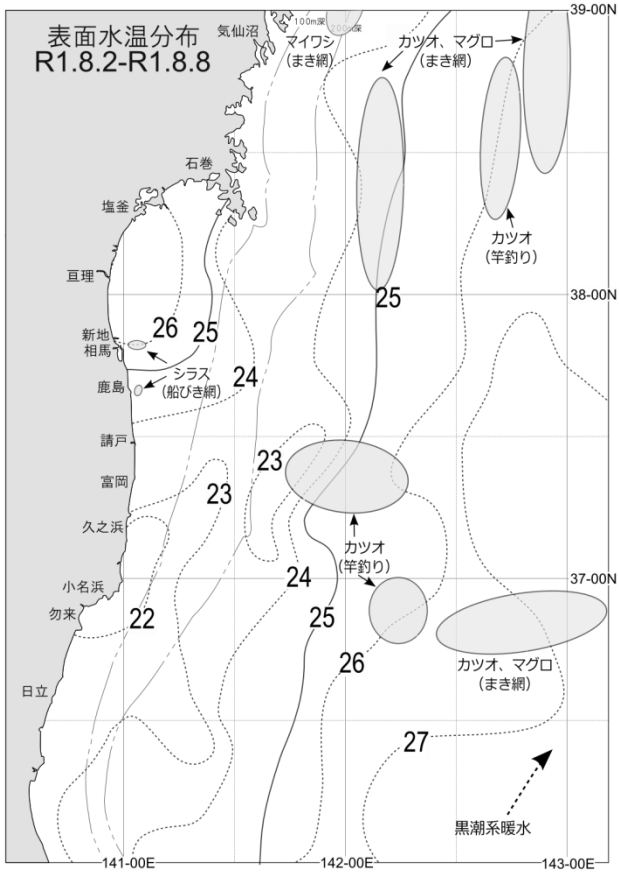 表面水温分布
R1.8.2-R1.8.8
気仙沼
100m深
200m深
マイワシ
(まき網)
カツオ、マグロ
(まき網)
39-00N
石巻
塩釜
カツオ
(竿釣り)
亘理
38-00N
25
26
25
新地
相馬
シラス
(船びき網)
24
鹿島
請戸
23
富岡
23
久之浜
カツオ
(竿釣り)
24
37-00N
小名浜
勿来
22
25
26
カツオ、マグロ
(まき網)
日立
27
黒潮系暖水
141-00E
142-00E
143-00E